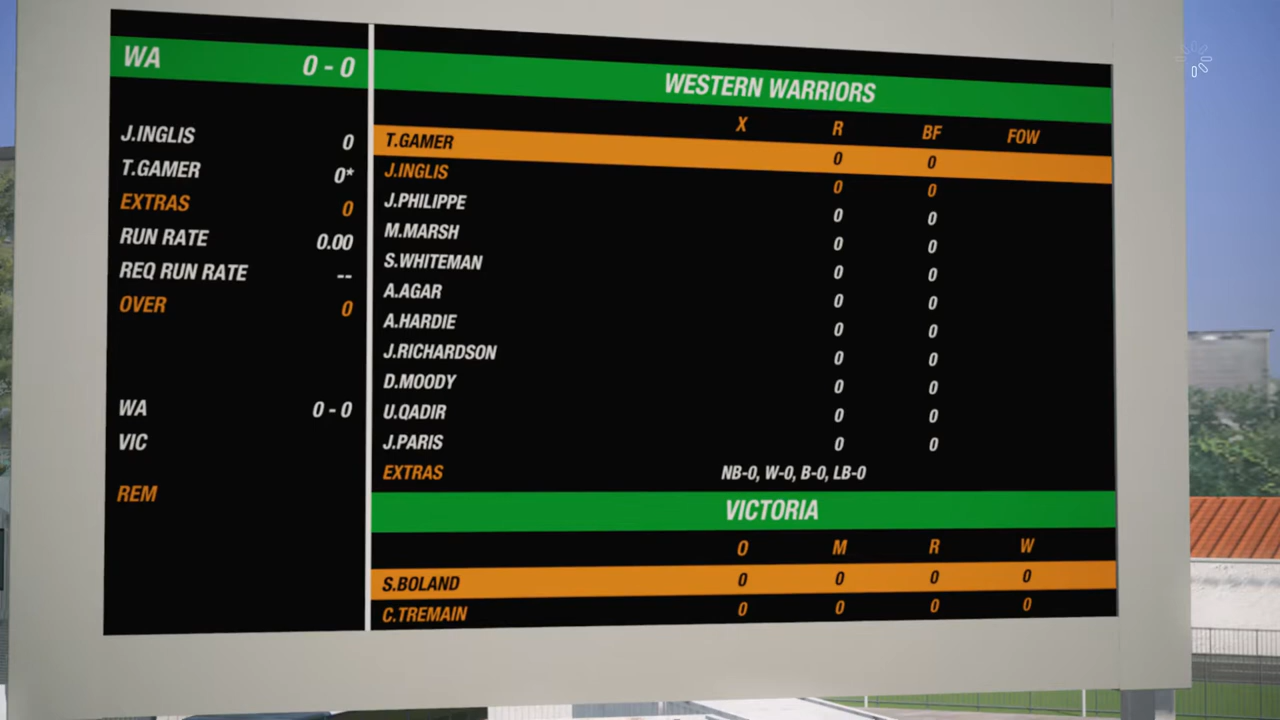 WA 0 - 0
J.INGLIS 0
T.GAMER 0*
EXTRAS 0
RUN RATE 0.00
REQ RUN RATE --
OVER 0
WA 0 - 0
VIC
REM
WESTERN WARRIORS
X R BF FOW
T.GAMER 0 0
J.INGLIS 0 0
J.PHILIPPE 0 0
M.MARSH 0 0
S.WHITEMAN 0 0
A.AGAR 0 0
A.HARDIE 0 0
J.RICHARDSON 0 0
D.MOODY 0 0
U.QADIR 0 0
J.PARIS 0 0
EXTRAS NB-0, W-0, B-0, LB-0
VICTORIA
O M R W
S.BOLAND 0 0 0 0
C.TREMAIN 0 0 0 0